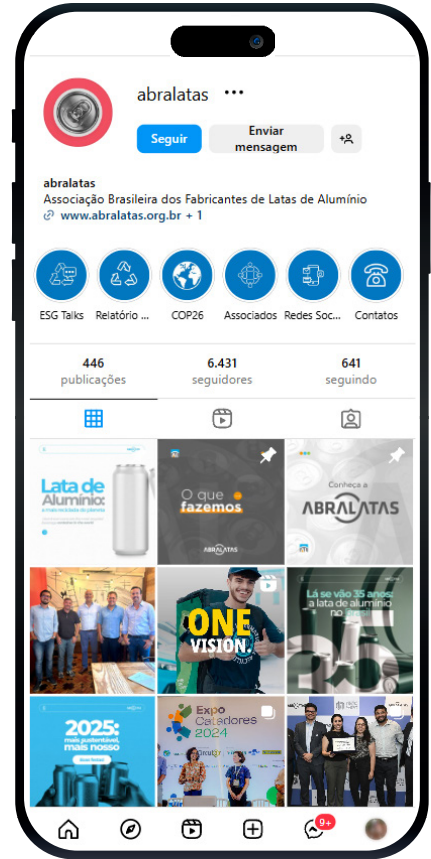 abralatas ...
Seguir
Enviar
mensagem
abralatas
Associação Brasileira dos Fabricantes de Latas de Alumínio
www.abralatas.org.br + 1
ESG Talks
Relatório ...
COP26
Associados
Redes Soc...
Contatos
446
publicações
6.431
seguidores
641
seguindo
Lata de
Alumínio:
O que
fazemos
ABRALATAS
Conheça a
ABRALATAS
ONE
VISION.
Lá se vão 35 anos:
a lata de alumínio
no
35
2025:
mais sustentável,
mais nosso
Expo
Catadores
2024
9+